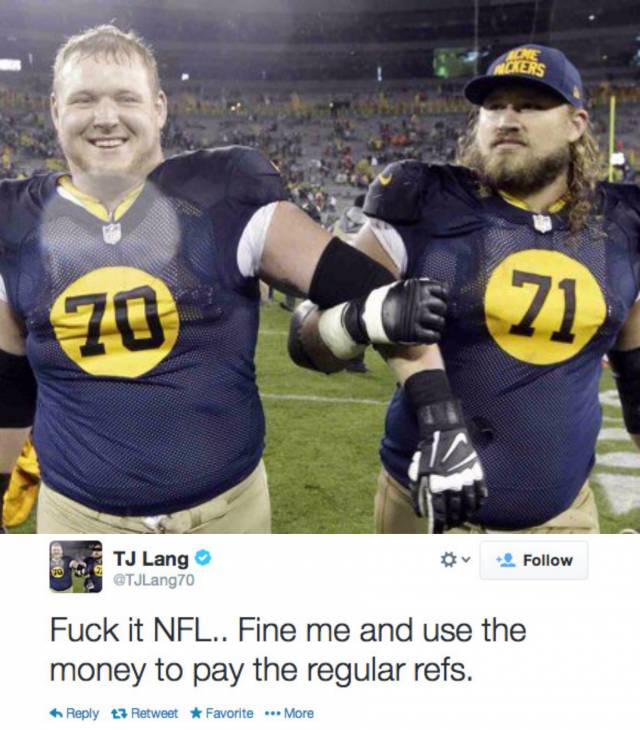 ACME
PACKERS
70
71
TJ Lang
@TJLang70
Follow
Fuck it NFL.. Fine me and use the
money to pay the regular refs.
Reply Retweet Favorite More